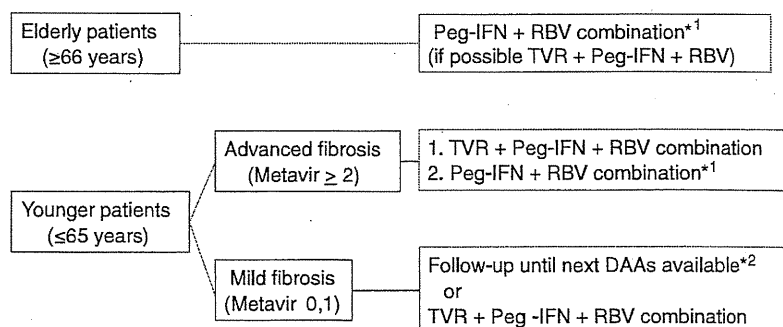 Elderly patients
(≥66 years)
Peg-IFN + RBV combination*1
(if possible TVR + Peg-IFN + RBV)
Advanced fibrosis
(Metavir ≥ 2)
1. TVR + Peg-IFN + RBV combination
2. Peg-IFN + RBV combination*1
Younger patients
(≤65 years)
Mild fibrosis
(Metavir 0,1)
Follow-up until next DAAs available*2
or
TVR + Peg -IFN + RBV combination